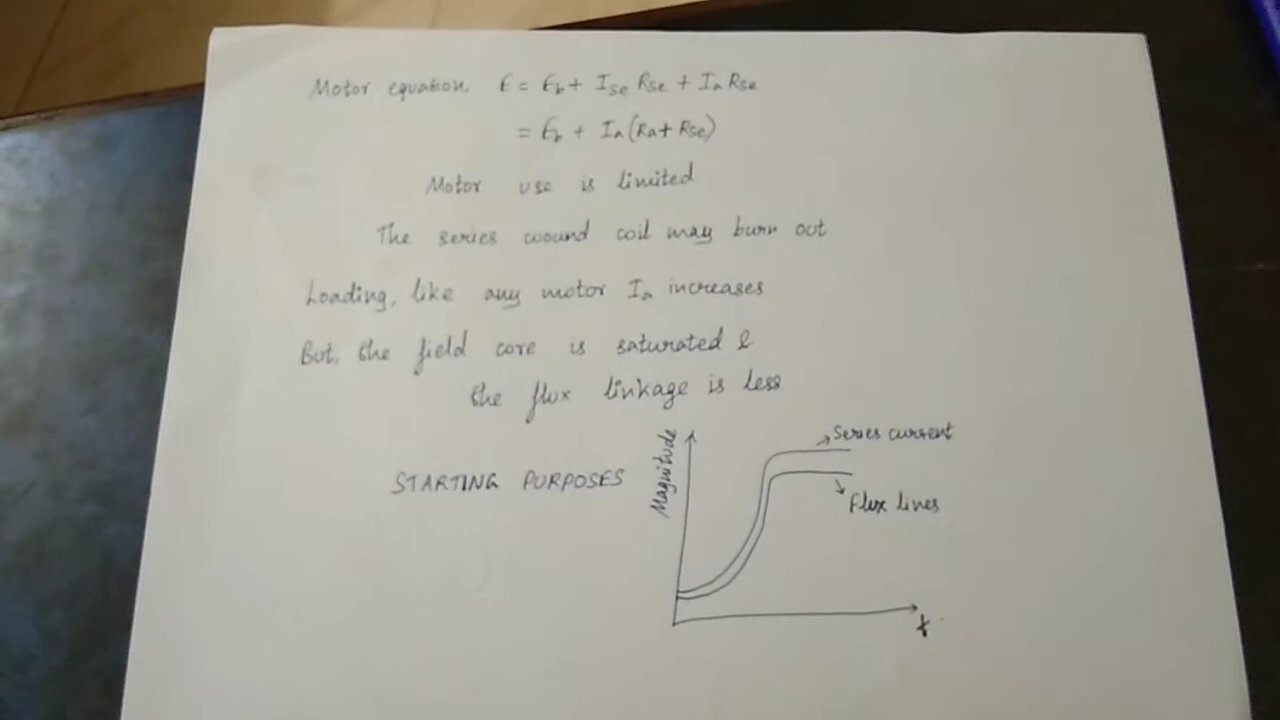 Motor equation, E = Eb + Ise Rse + Ia Rse
= Eb + Ia (Ra + Rse)
Motor use is limited
The series wound coil may burn out
Loading, like any motor Ia increases
But, the field core is saturated &
the flux linkage is less
STARTING PURPOSES
Magnitude
Series current
Flux lines
t